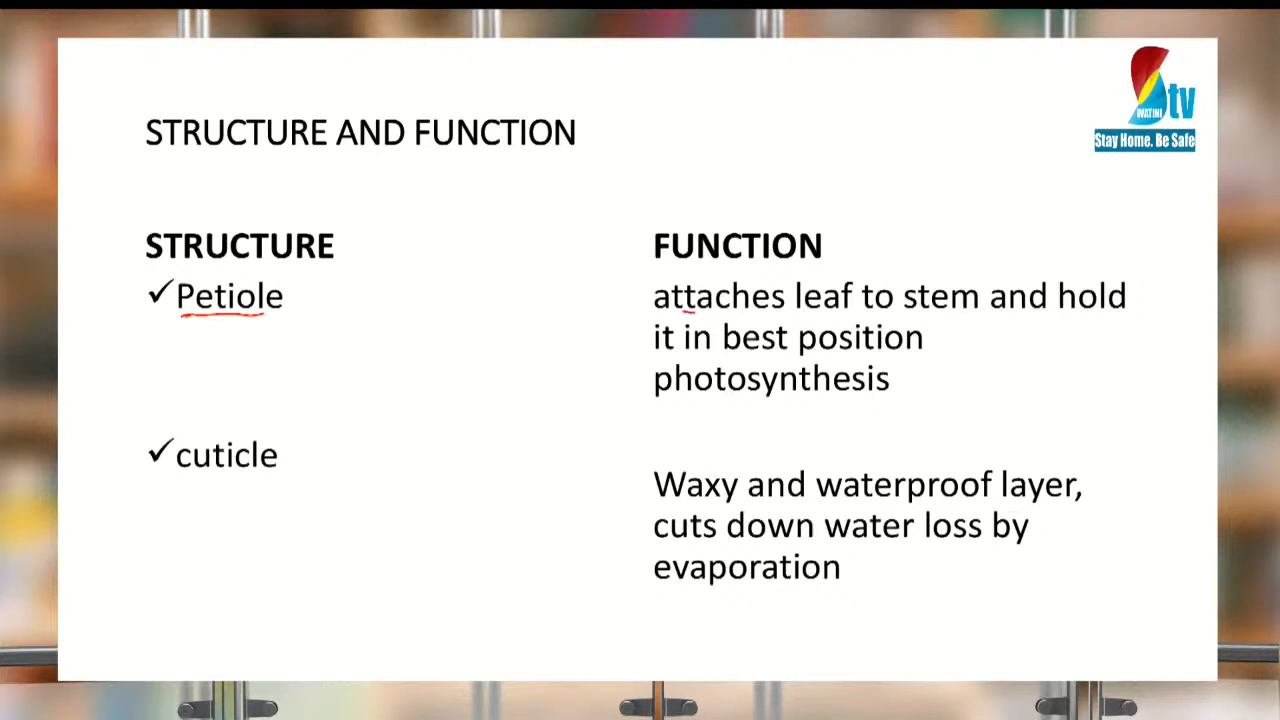 STRUCTURE AND FUNCTION
STRUCTURE
✓Petiole
✓cuticle
FUNCTION
attaches leaf to stem and hold
it in best position
photosynthesis
Waxy and waterproof layer,
cuts down water loss by
evaporation
tv
Stay Home. Be Safe